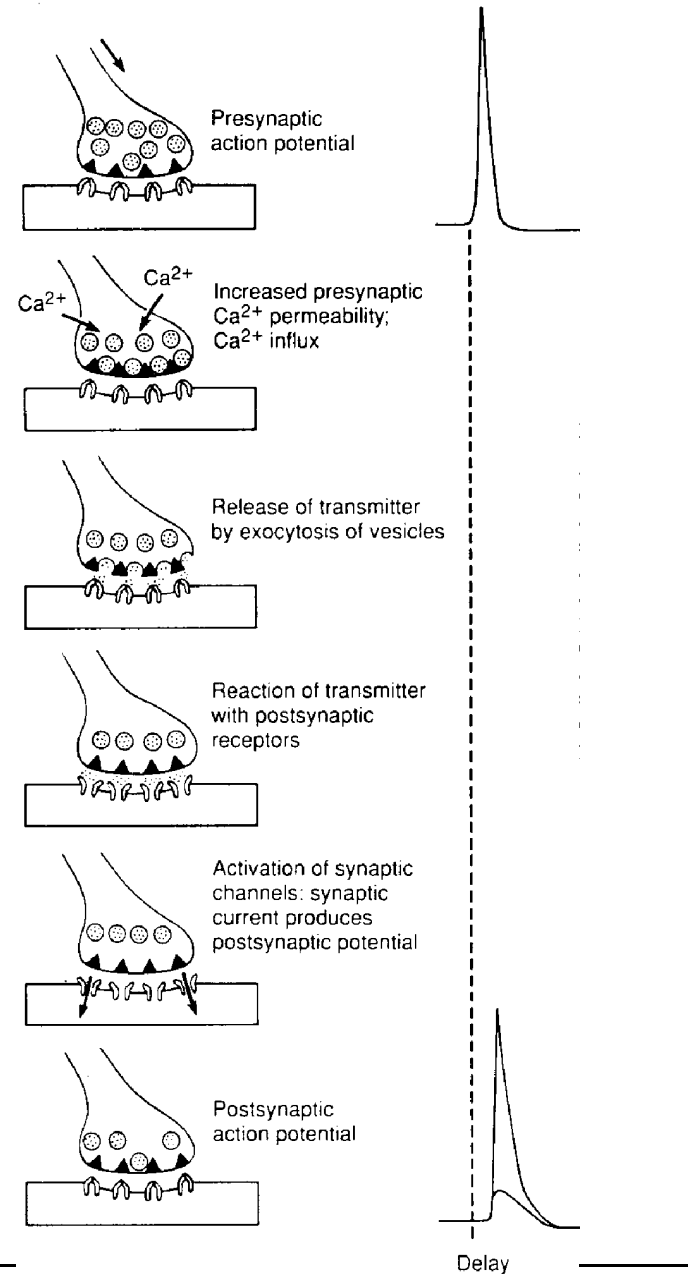 Presynaptic
action potential
Ca2+
Ca2+
Increased presynaptic
Ca2+ permeability;
Ca2+ influx
Release of transmitter
by exocytosis of vesicles
Reaction of transmitter
with postsynaptic
receptors
Activation of synaptic
channels: synaptic
current produces
postsynaptic potential
Postsynaptic
action potential
Delay